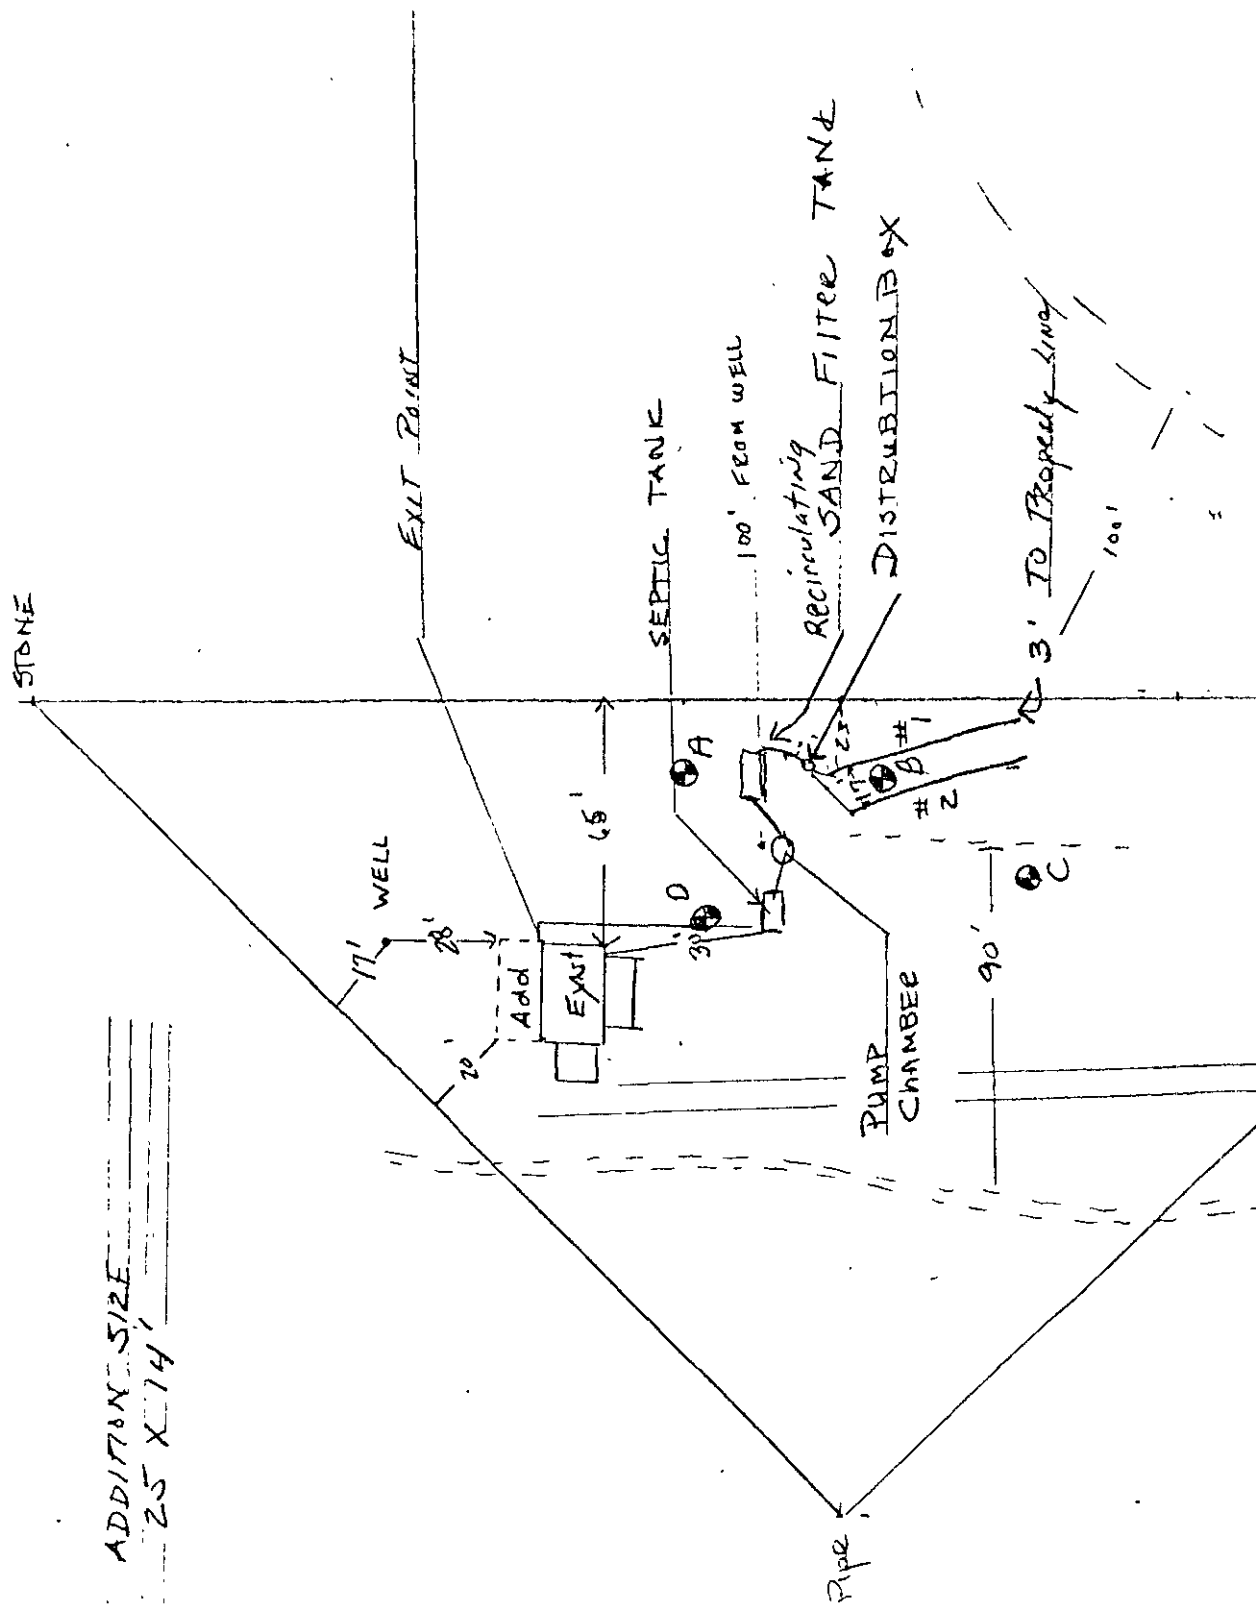 STONE
EXIT POINT
SEPTIC TANK
100' FROM WELL
Recirculating
SAND FILTER TANK
DISTRUBTION BOX
3' TO Property Line
100'
A
65'
WELL
17'
28'
20'
Add
Exist
D
30'
23'
17'
B
#1
#2
C
90'
PUMP
CHAMBER
ADDITION SIZE
25 X 14'
Pipe